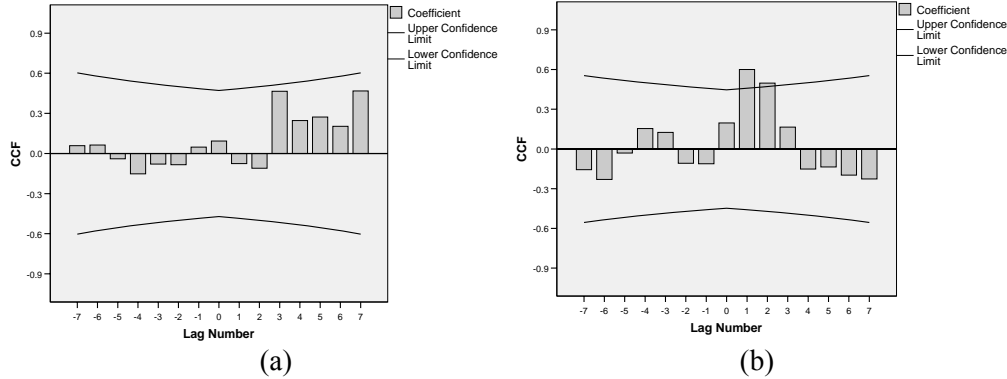 Coefficient
Upper Confidence
Limit
Lower Confidence
Limit
0.9
0.6
0.3
0.0
-0.3
-0.6
-0.9
CCF
-7 -6 -5 -4 -3 -2 -1 0 1 2 3 4 5 6 7
Lag Number
(a)
Coefficient
Upper Confidence
Limit
Lower Confidence
Limit
0.9
0.6
0.3
0.0
-0.3
-0.6
-0.9
CCF
-7 -6 -5 -4 -3 -2 -1 0 1 2 3 4 5 6 7
Lag Number
(b)